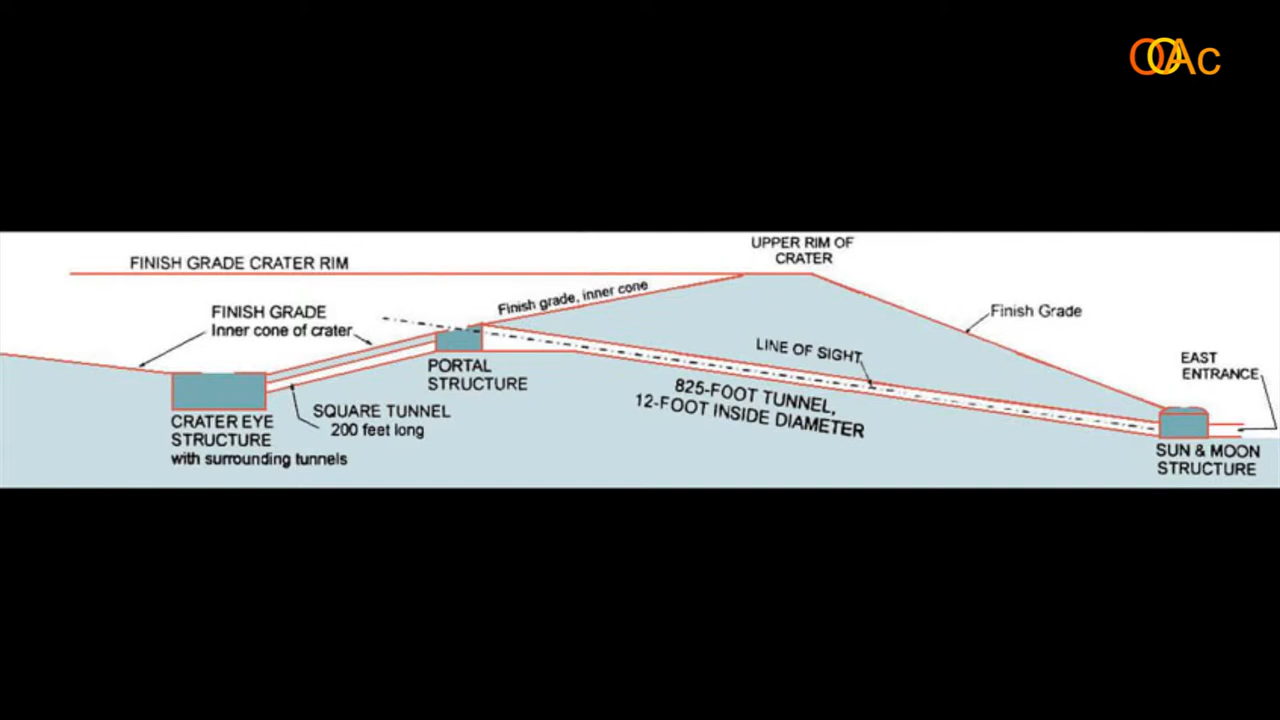 OOAc
UPPER RIM OF
CRATER
FINISH GRADE CRATER RIM
Finish grade, inner cone
FINISH GRADE
Inner cone of crater
Finish Grade
LINE OF SIGHT
EAST
ENTRANCE
PORTAL
STRUCTURE
825-FOOT TUNNEL,
12-FOOT INSIDE DIAMETER
SQUARE TUNNEL
200 feet long
CRATER EYE
STRUCTURE
with surrounding tunnels
SUN & MOON
STRUCTURE